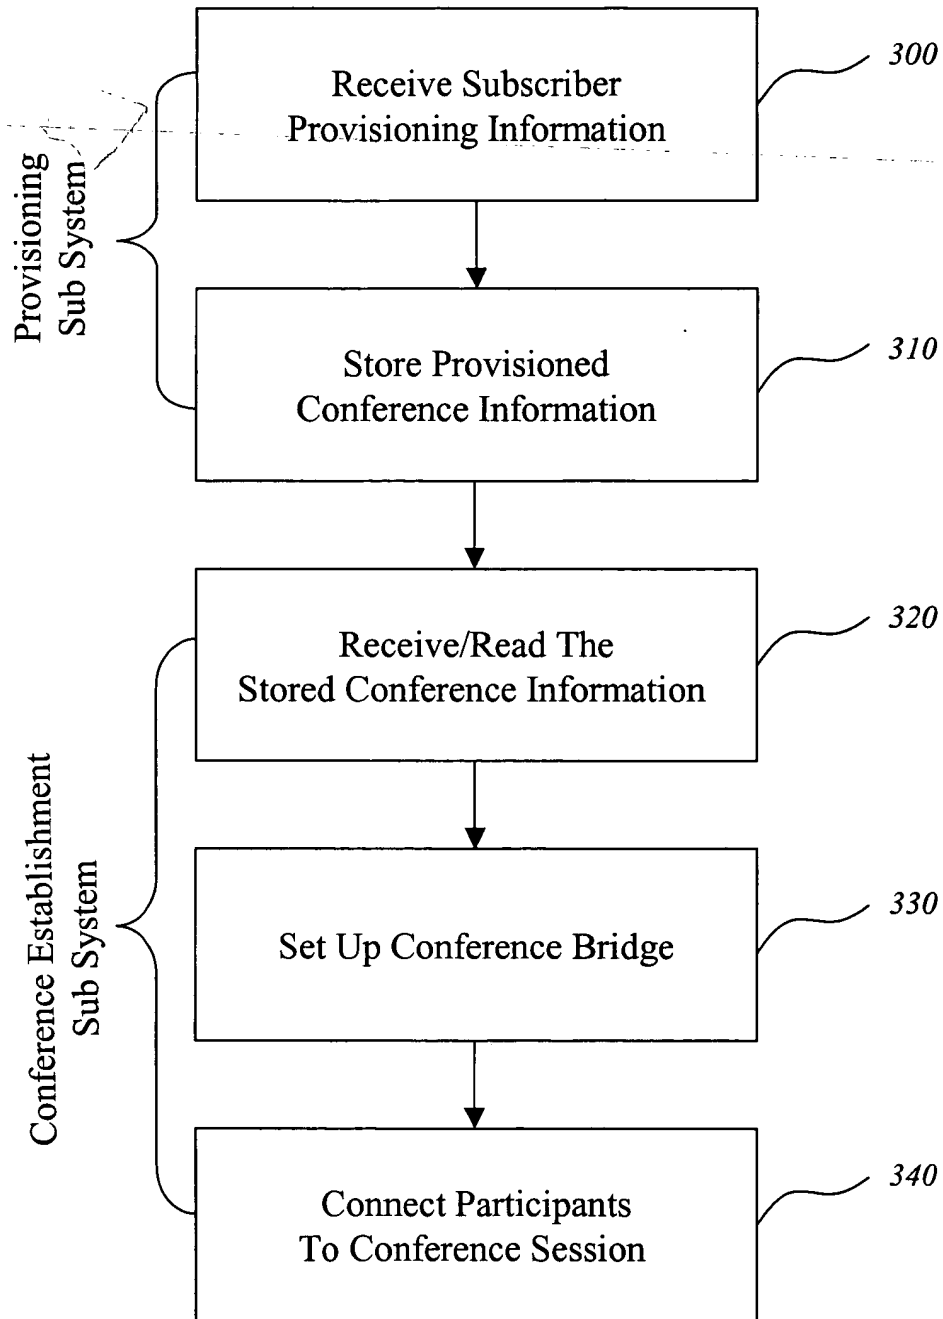 Receive Subscriber
Provisioning Information
300
Provisioning
Sub System
Store Provisioned
Conference Information
310
Receive/Read The
Stored Conference Information
320
Conference Establishment
Sub System
Set Up Conference Bridge
330
Connect Participants
To Conference Session
340